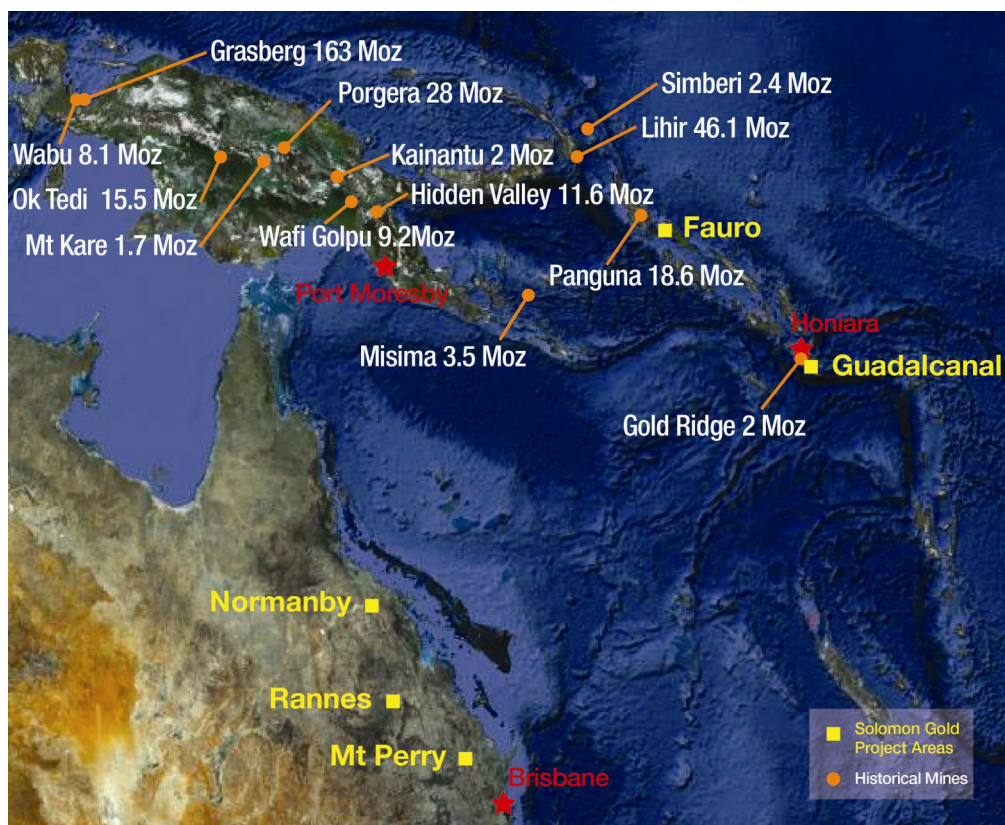 Grasberg 163 Moz
Porgera 28 Moz
Simberi 2.4 Moz
Lihir 46.1 Moz
Wabu 8.1 Moz
Kainantu 2 Moz
Ok Tedi 15.5 Moz
Hidden Valley 11.6 Moz
Mt Kare 1.7 Moz
Wafi Golpu 9.2Moz
Fauro
Panguna 18.6 Moz
Port Moresby
Honiara
Misima 3.5 Moz
Guadalcanal
Gold Ridge 2 Moz
Normanby
Rannes
Mt Perry
Brisbane
Solomon Gold
Project Areas
Historical Mines